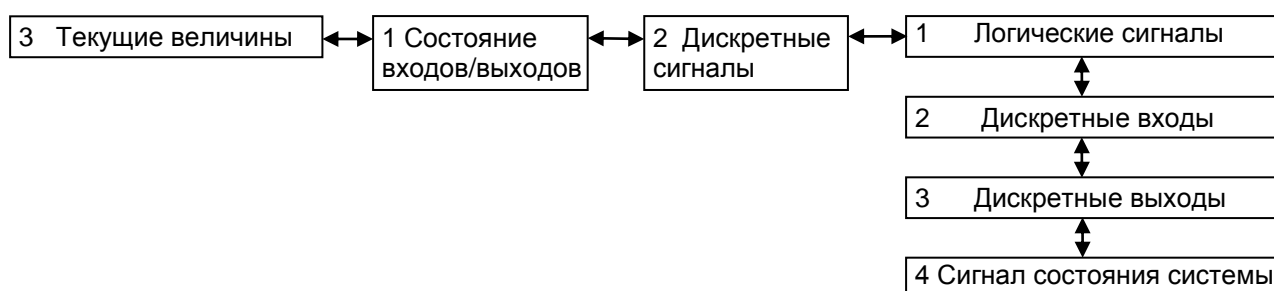 3 Текущие величины
1 Состояние
входов/выходов
2 Дискретные
сигналы
1 Логические сигналы
2 Дискретные входы
3 Дискретные выходы
4 Сигнал состояния системы